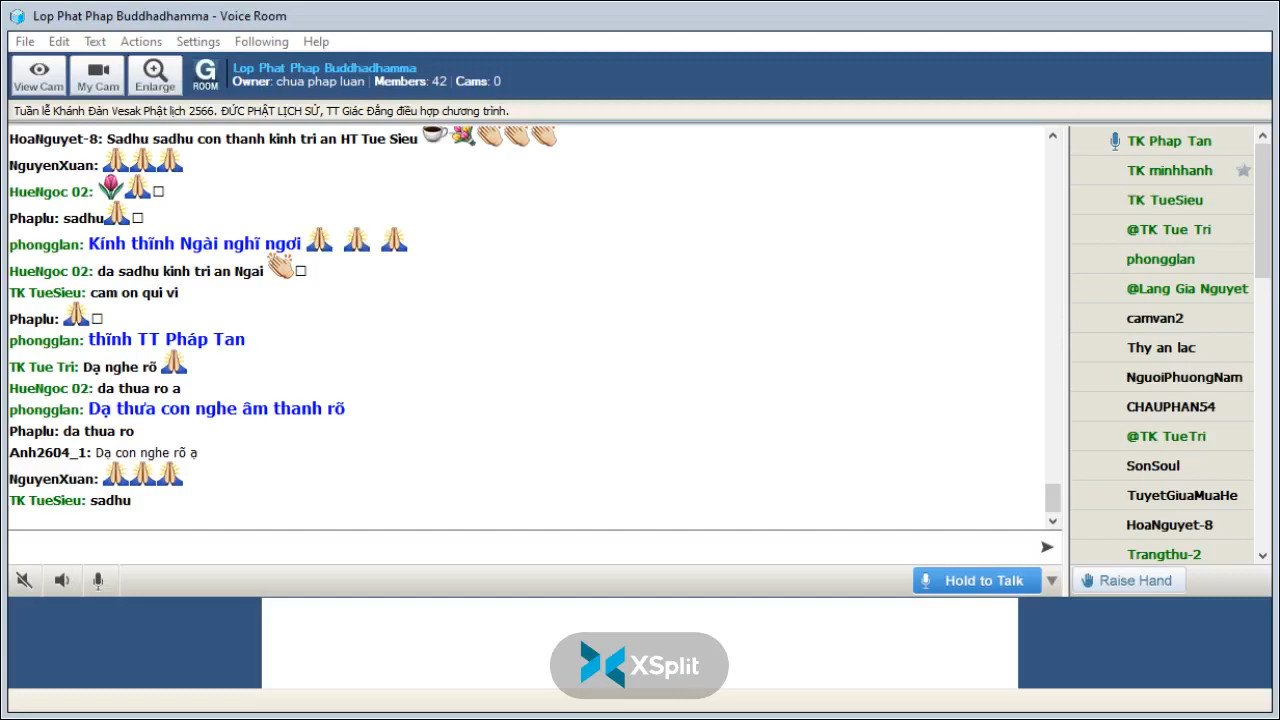 Lop Phat Phap Buddhadhamma - Voice Room
File Edit Text Actions Settings Following Help
View Cam My Cam Enlarge G ROOM
Lop Phat Phap Buddhadhamma
Owner: chua phap luan | Members: 42 | Cams: 0
Tuần lễ Khánh Đản Vesak Phật lịch 2566. ĐỨC PHẬT LỊCH SỬ, TT Giác Đẳng điều hợp chương trình.
HoaNguyet-8: Sadhu sadhu con thanh kinh tri an HT Tue Sieu
NguyenXuan:
HueNgoc 02:
Phaplu: sadhu
phongglan: Kính thĩnh Ngài nghĩ ngơi
HueNgoc 02: da sadhu kinh tri an Ngai
TK TueSieu: cam on qui vi
Phaplu:
phongglan: thĩnh TT Pháp Tan
TK Tue Tri: Dạ nghe rõ
HueNgoc 02: da thua ro a
phongglan: Dạ thưa con nghe âm thanh rõ
Phaplu: da thua ro
Anh2604_1: Dạ con nghe rõ ạ
NguyenXuan:
TK TueSieu: sadhu
TK Phap Tan
TK minhhanh
TK TueSieu
@TK Tue Tri
phongglan
@Lang Gia Nguyet
camvan2
Thy an lac
NguoiPhuongNam
CHAUPHAN54
@TK TueTri
SonSoul
TuyetGiuaMuaHe
HoaNguyet-8
Trangthu-2
Hold to Talk
Raise Hand
XSplit